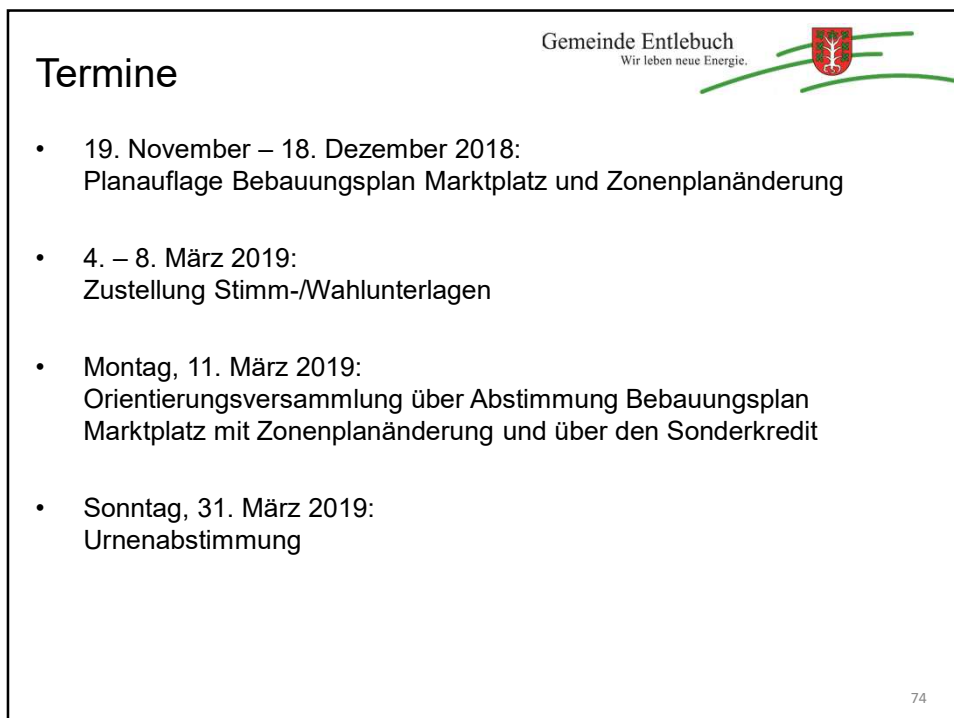 Gemeinde Entlebuch
Wir leben neue Energie.
Termine
• 19. November – 18. Dezember 2018:
Planauflage Bebauungsplan Marktplatz und Zonenplanänderung
• 4. – 8. März 2019:
Zustellung Stimm-/Wahlunterlagen
• Montag, 11. März 2019:
Orientierungsversammlung über Abstimmung Bebauungsplan
Marktplatz mit Zonenplanänderung und über den Sonderkredit
• Sonntag, 31. März 2019:
Urnenabstimmung
74